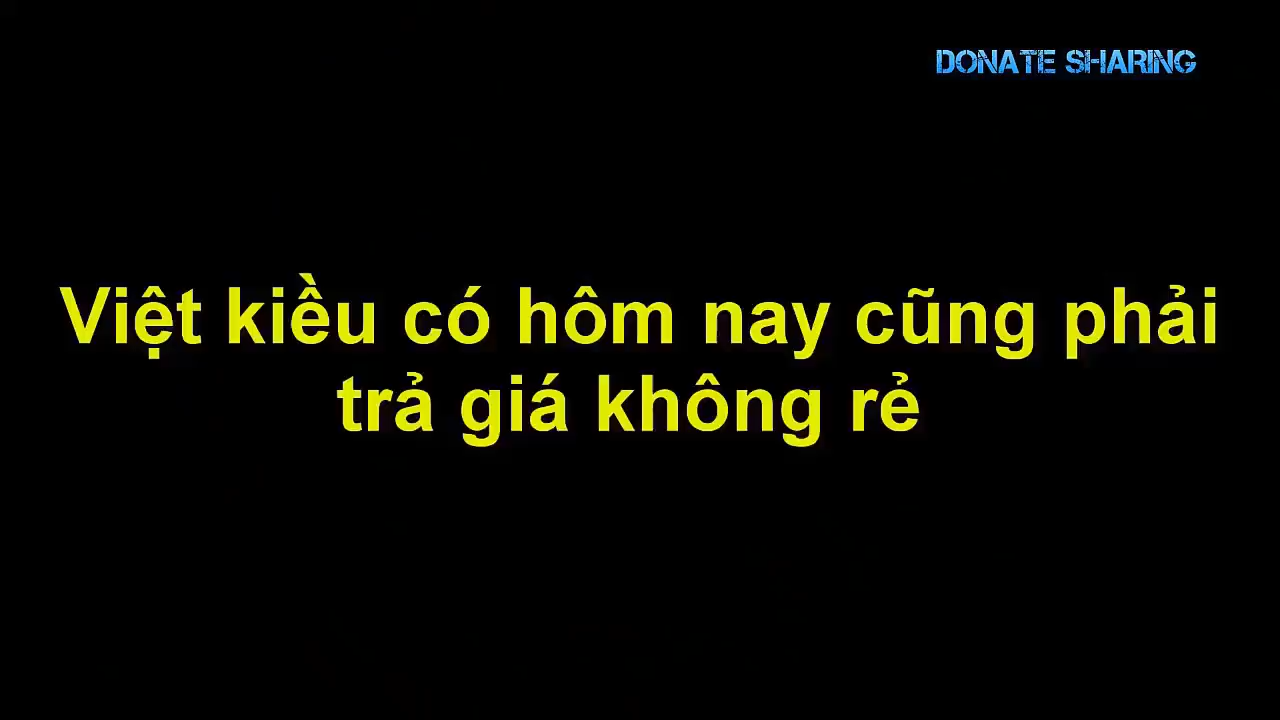 DONATE SHARING
Việt kiều có hôm nay cũng phải
trả giá không rẻ